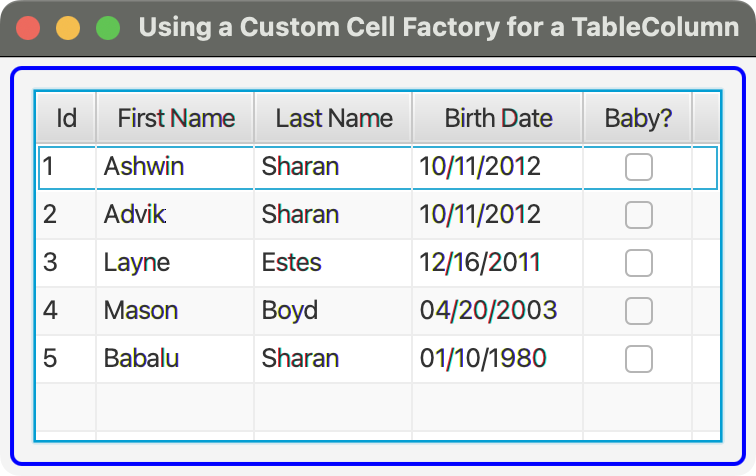 Using a Custom Cell Factory for a TableColumn
Id First Name Last Name Birth Date Baby?
1 Ashwin Sharan 10/11/2012
2 Advik Sharan 10/11/2012
3 Layne Estes 12/16/2011
4 Mason Boyd 04/20/2003
5 Babalu Sharan 01/10/1980